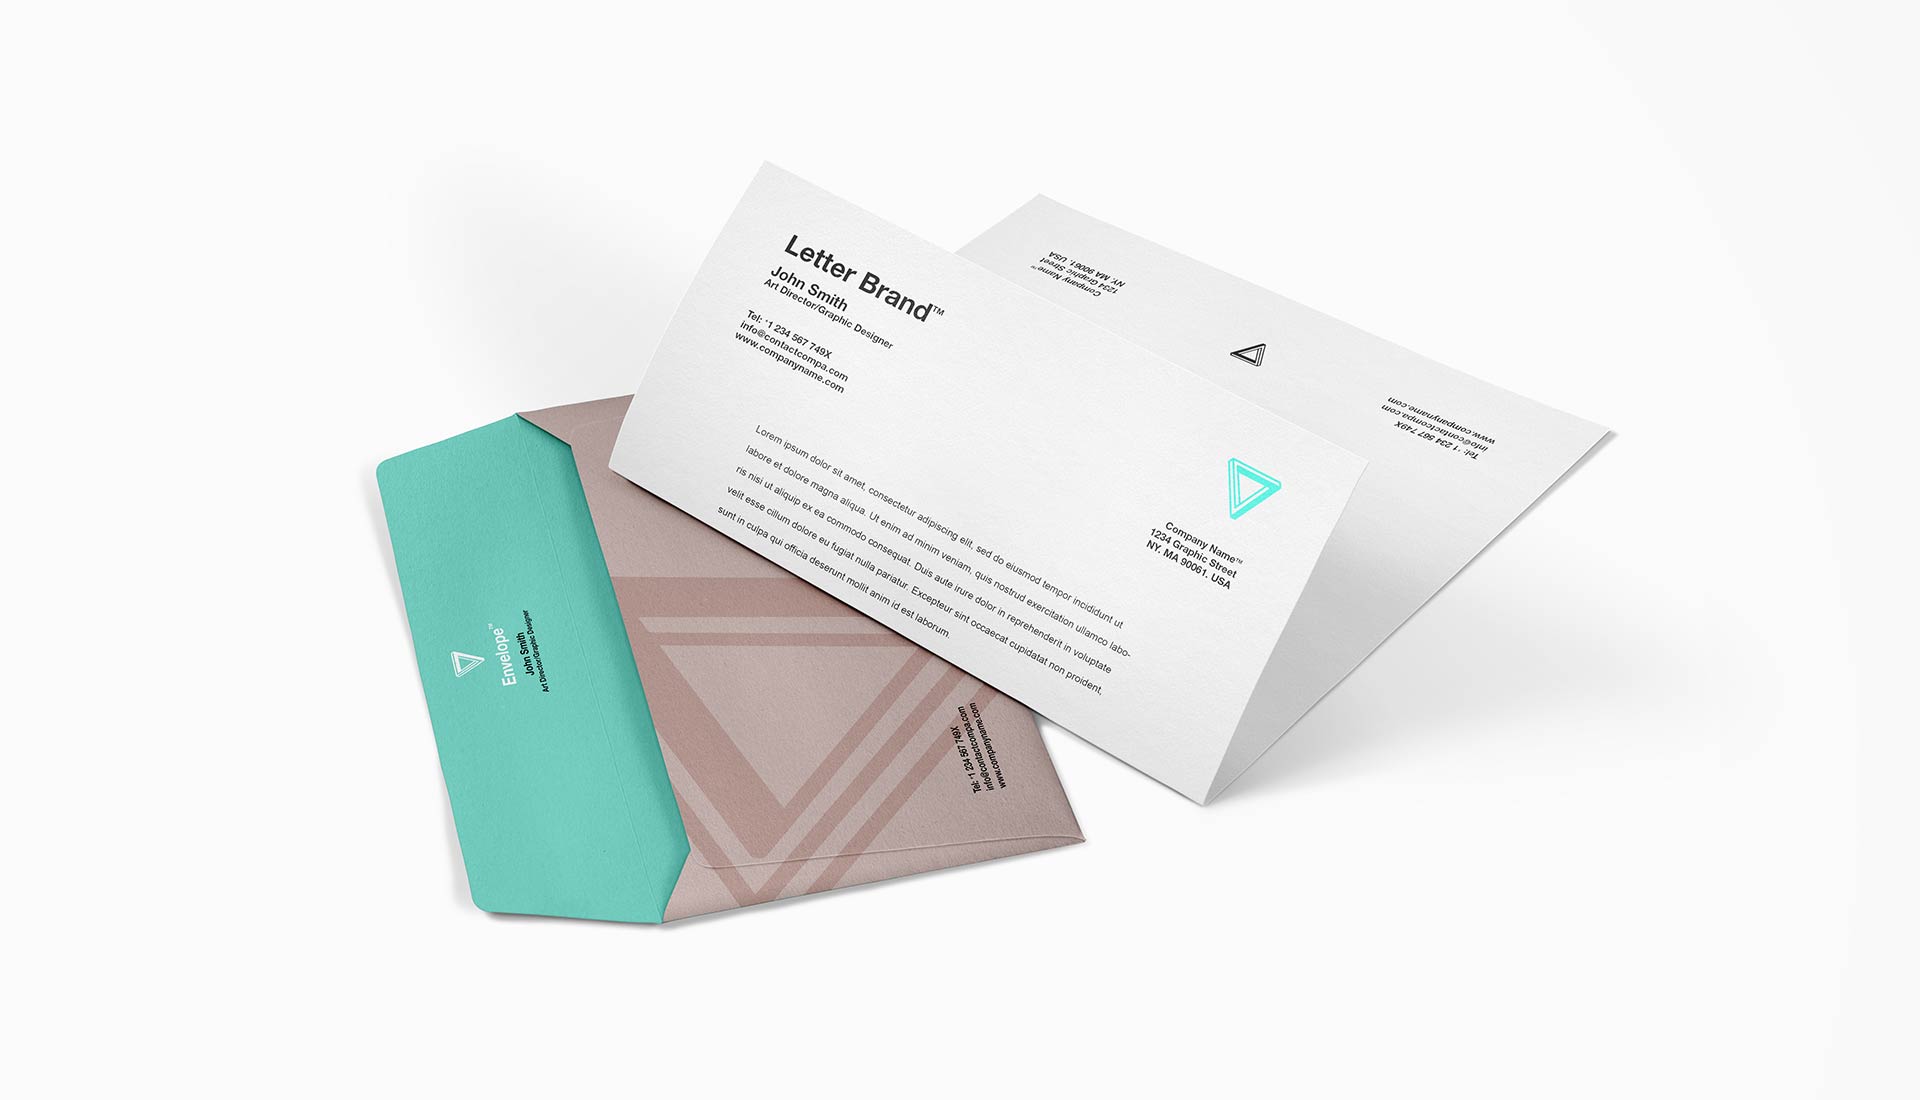 Letter Brand™
John Smith
Art Director/Graphic Designer
Tel: +1 234 567 749X
info@contactcompa.com
www.companyname.com
Lorem ipsum dolor sit amet, consectetur adipiscing elit, sed do eiusmod tempor incididunt ut
labore et dolore magna aliqua. Ut enim ad minim veniam, quis nostrud exercitation ullamco labo-
ris nisi ut aliquip ex ea commodo consequat. Duis aute irure dolor in reprehenderit in voluptate
velit esse cillum dolore eu fugiat nulla pariatur. Excepteur sint occaecat cupidatat non proident,
sunt in culpa qui officia deserunt mollit anim id est laborum.
Company Name™
1234 Graphic Street
NY. MA 90061. USA
Company Name™
1234 Graphic Street
NY. MA 90061. USA
Tel: +1 234 567 749X
info@contactcompa.com
www.companyname.com
Envelope™
John Smith
Art Director/Graphic Designer
Tel: +1 234 567 749X
info@contactcompa.com
www.companyname.com